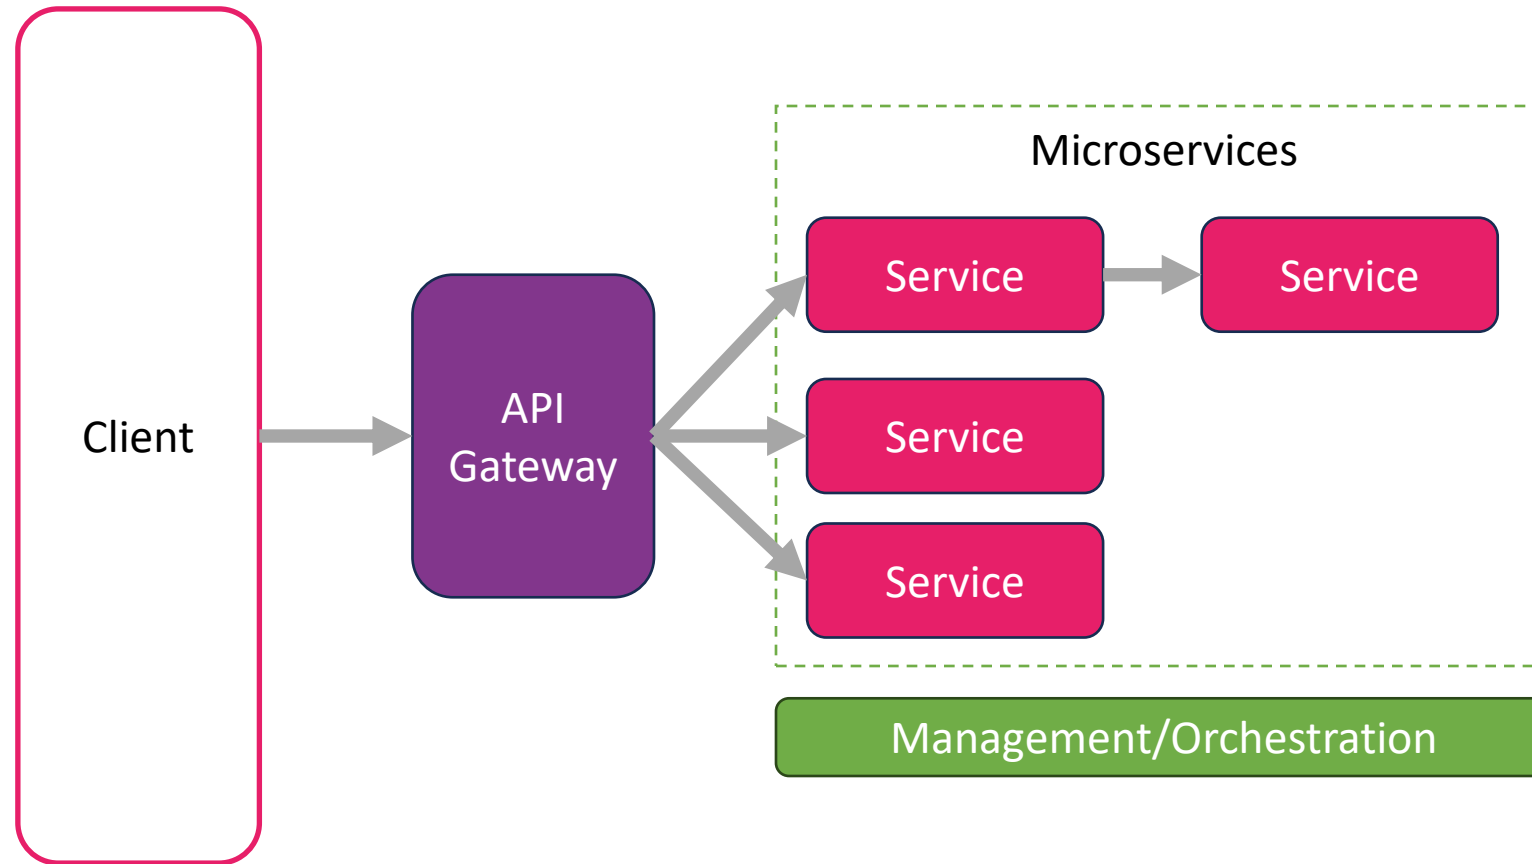 Microservices
Service
Service
Client
API
Gateway
Service
Service
Management/Orchestration